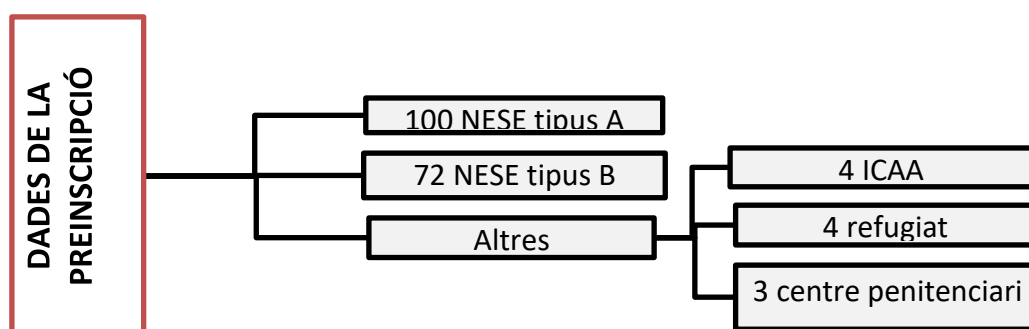 DADES DE LA
PREINSCRIPCIÓ
100 NESE tipus A
72 NESE tipus B
Altres
4 ICAA
4 refugiat
3 centre penitenciari